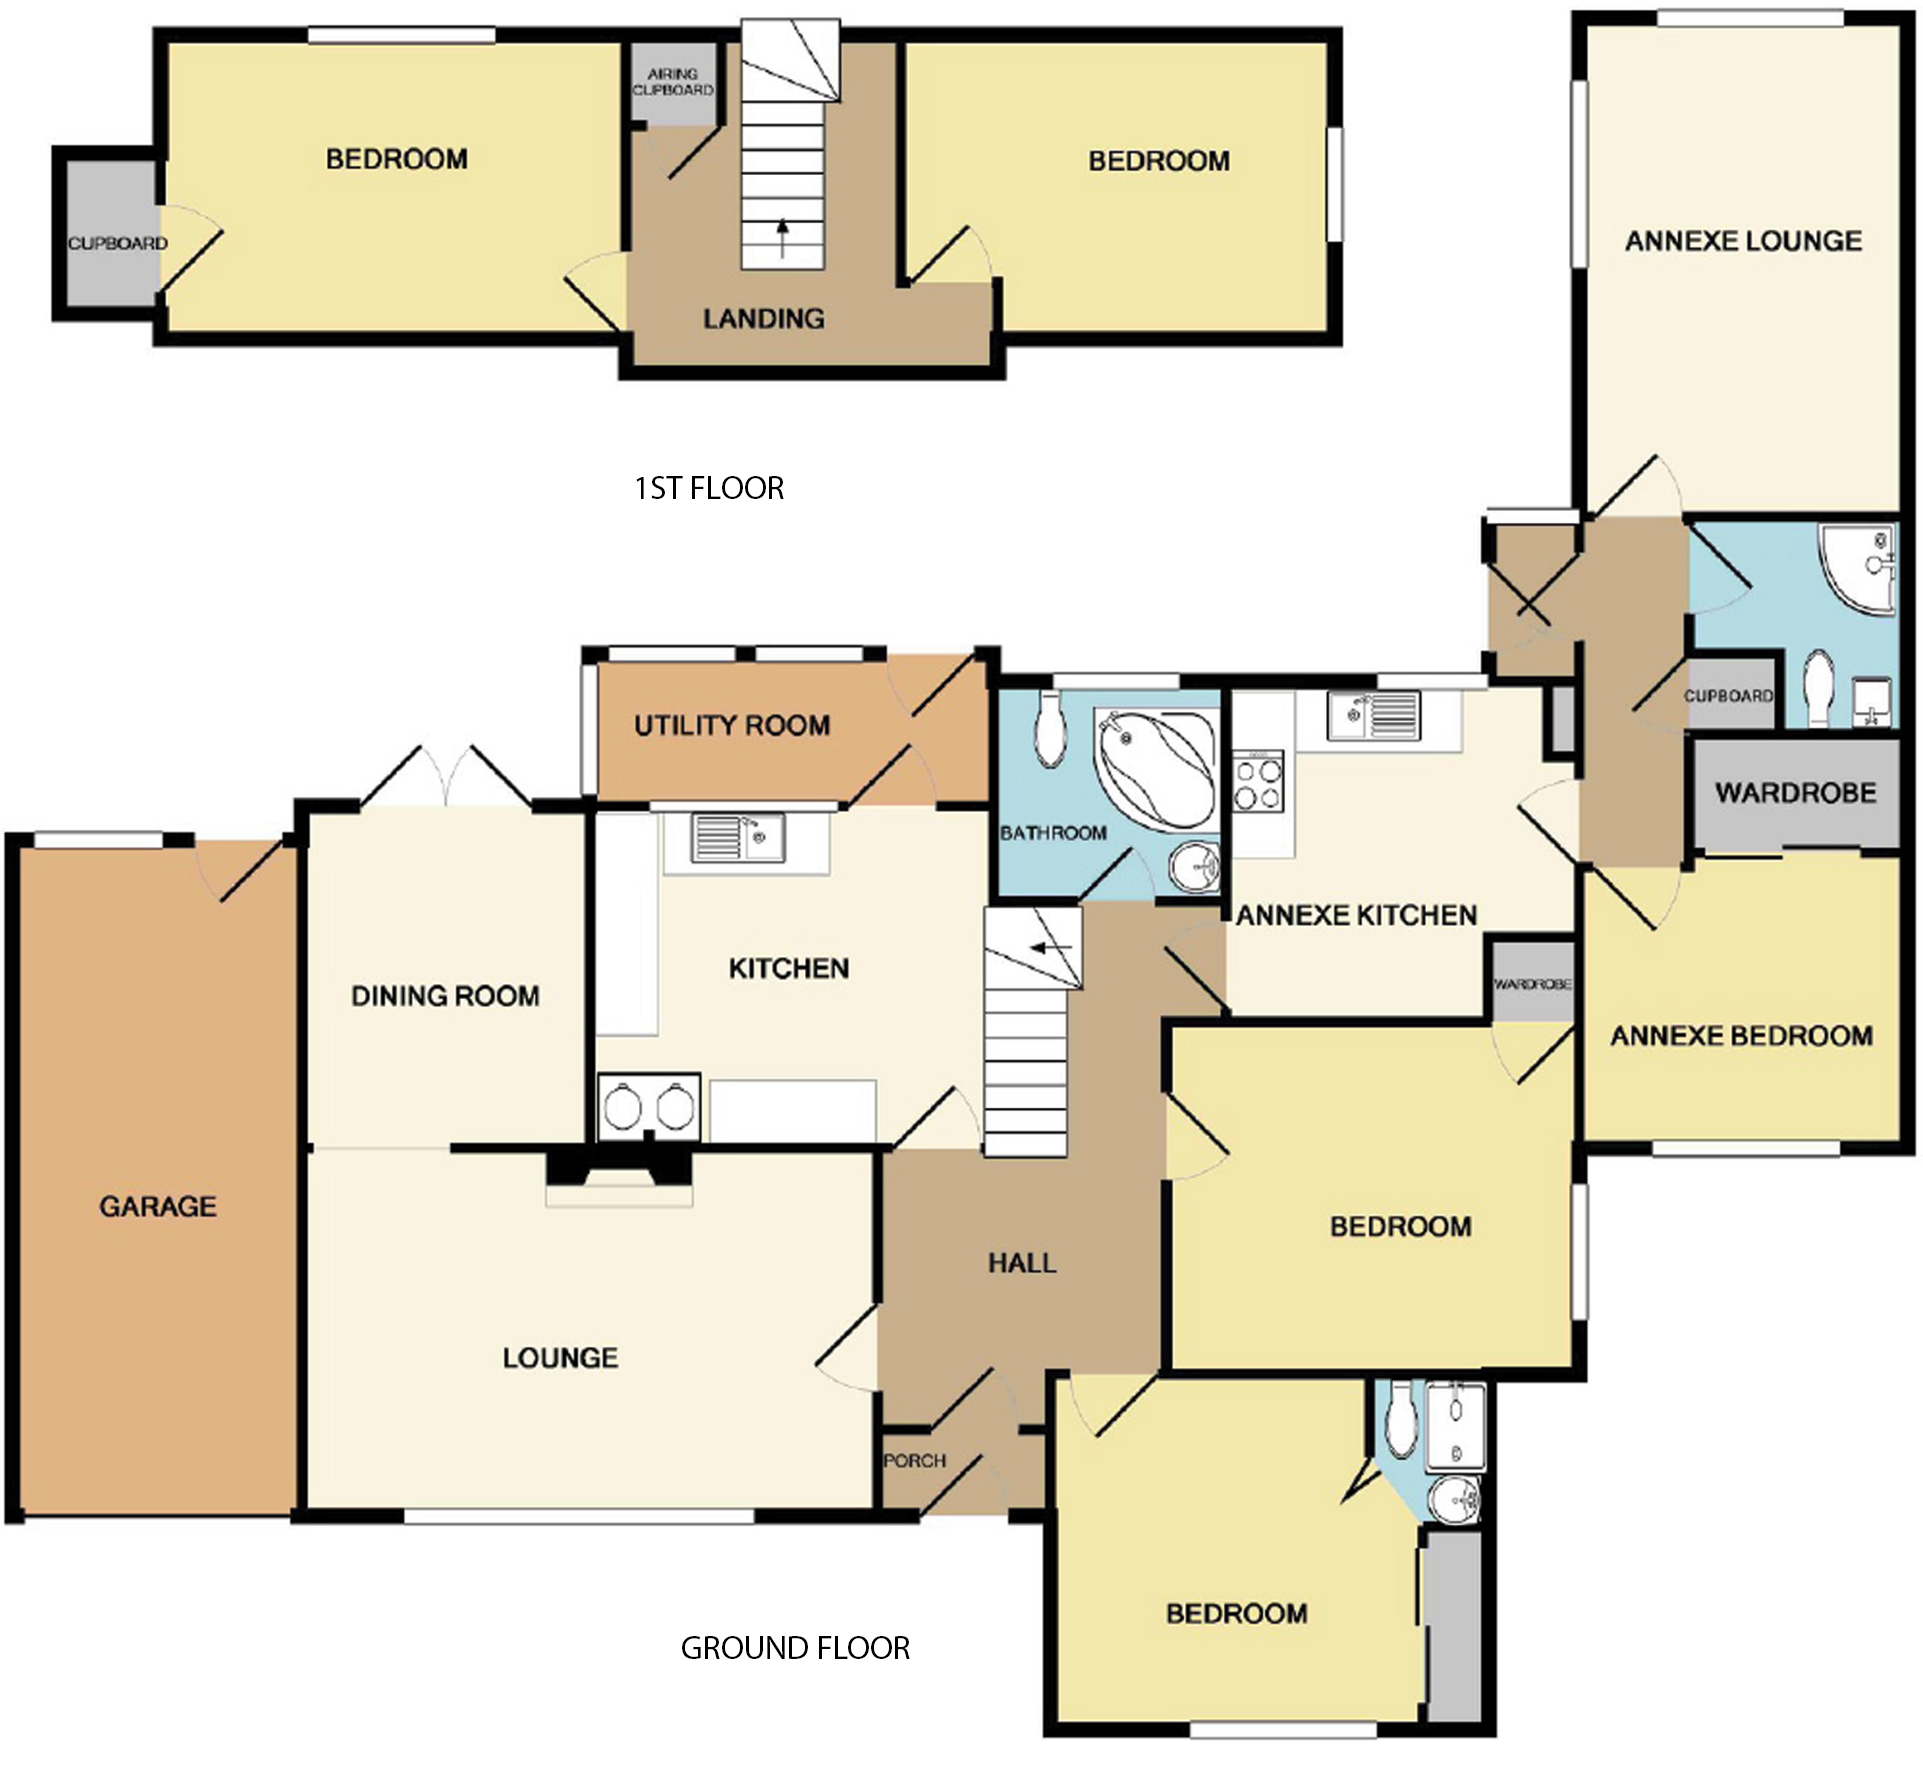 AIRING
CUPBOARD
BEDROOM
BEDROOM
CUPBOARD
LANDING
ANNEXE LOUNGE
1ST FLOOR
UTILITY ROOM
CUPBOARD
BATHROOM
WARDROBE
ANNEXE KITCHEN
KITCHEN
DINING ROOM
WARDROBE
ANNEXE BEDROOM
GARAGE
BEDROOM
HALL
LOUNGE
PORCH
BEDROOM
GROUND FLOOR